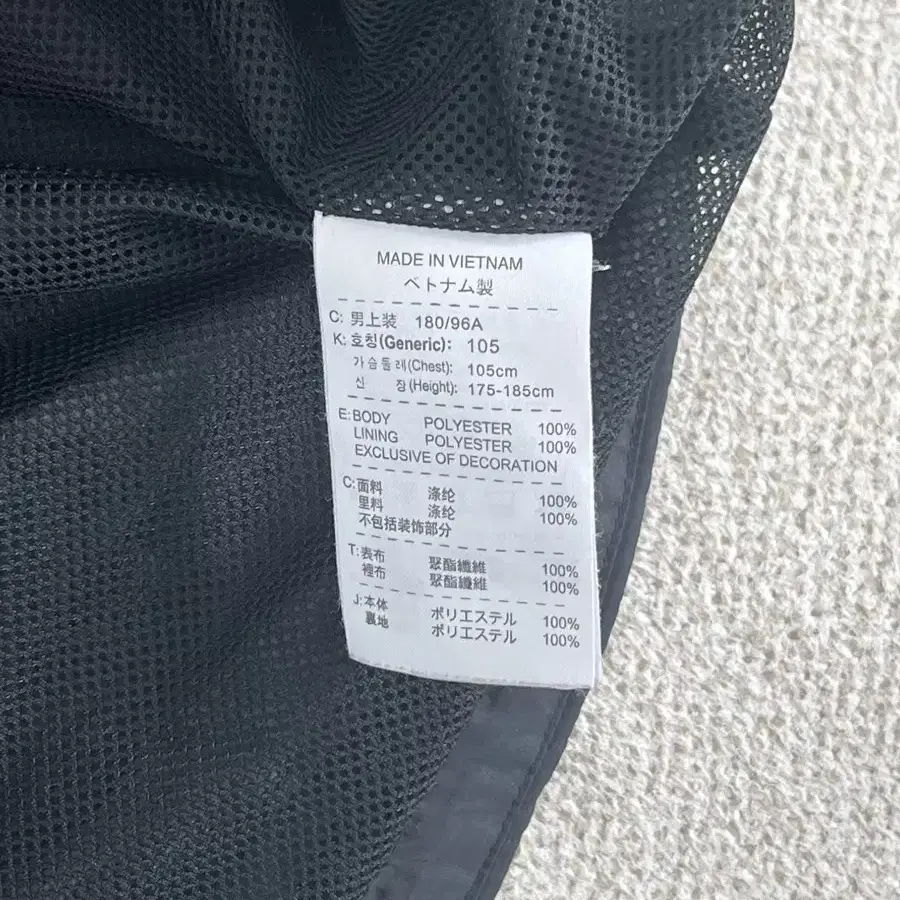 MADE IN VIETNAM
ベトナム製
C: 男上装 180/96A
K: 호칭(Generic): 105
가슴둘레(Chest): 105cm
신 장(Height): 175-185cm
E: BODY POLYESTER 100%
LINING POLYESTER 100%
EXCLUSIVE OF DECORATION
C: 面料 涤纶 100%
里料 涤纶 100%
不包括装饰部分
T: 表布 聚酯纖維 100%
裡布 聚酯纖維 100%
J: 本体 ポリエステル 100%
裏地 ポリエステル 100%